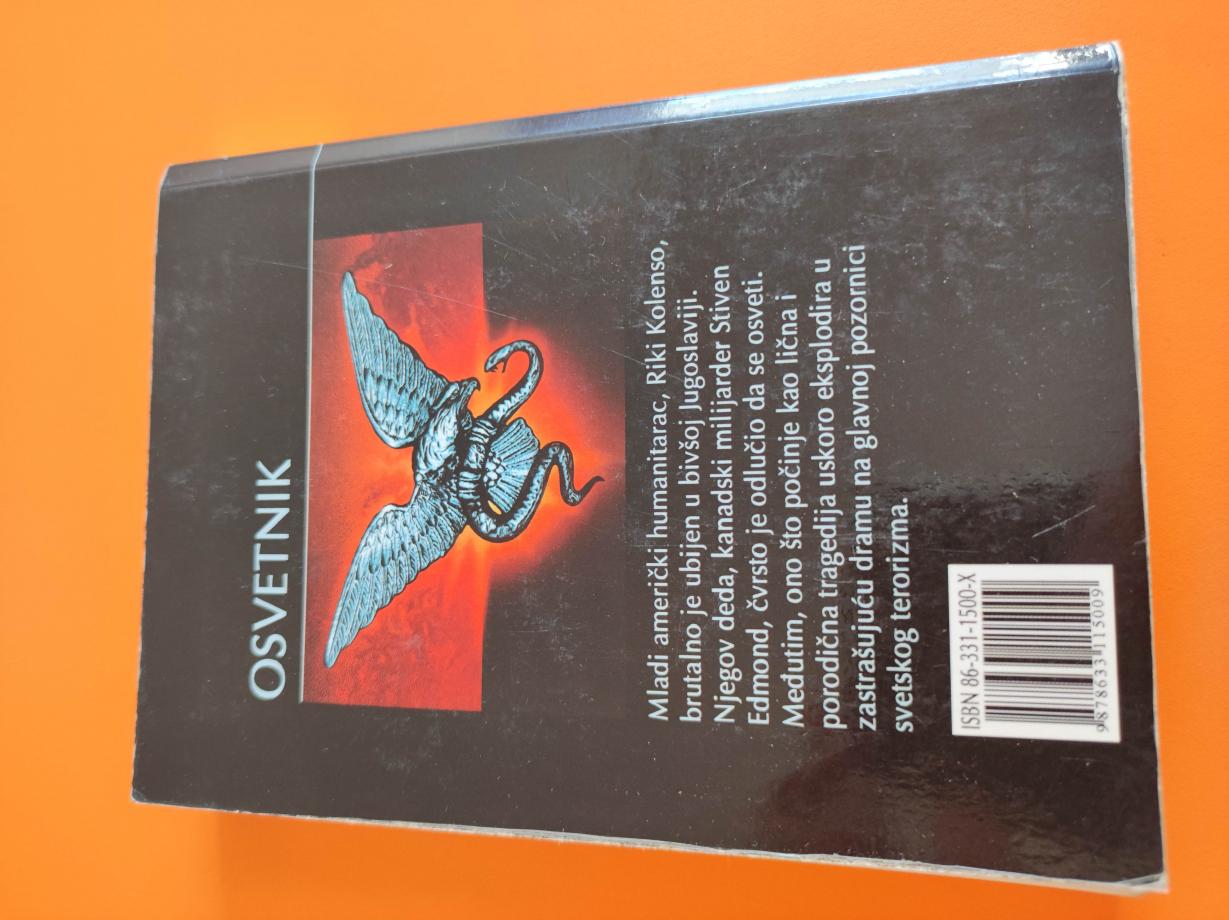 OSVETNIK
Mladi američki humanitarac, Riki Kolenso,
brutalno je ubijen u bivšoj Jugoslaviji.
Njegov deda, kanadski milijarder Stiven
Edmond, čvrsto je odlučio da se osveti.
Međutim, ono što počinje kao lična i
porodična tragedija uskoro eksplodira u
zastrašujuću dramu na glavnoj pozornici
svetskog terorizma.
ISBN 86-331-1500-X
9788633115009